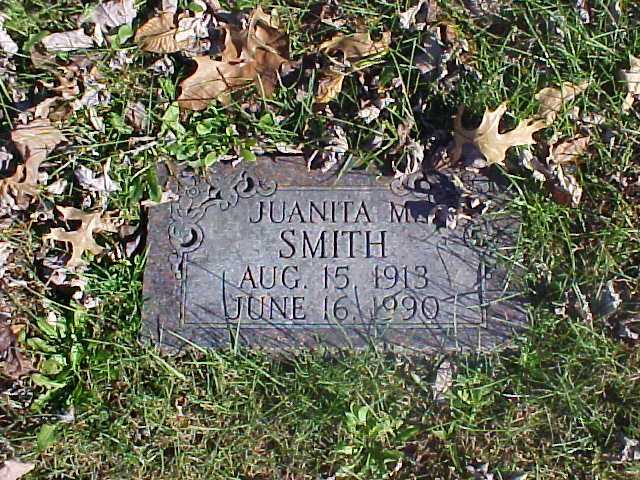 JUANITA M.
SMITH
AUG. 15, 1913
JUNE 16, 1990